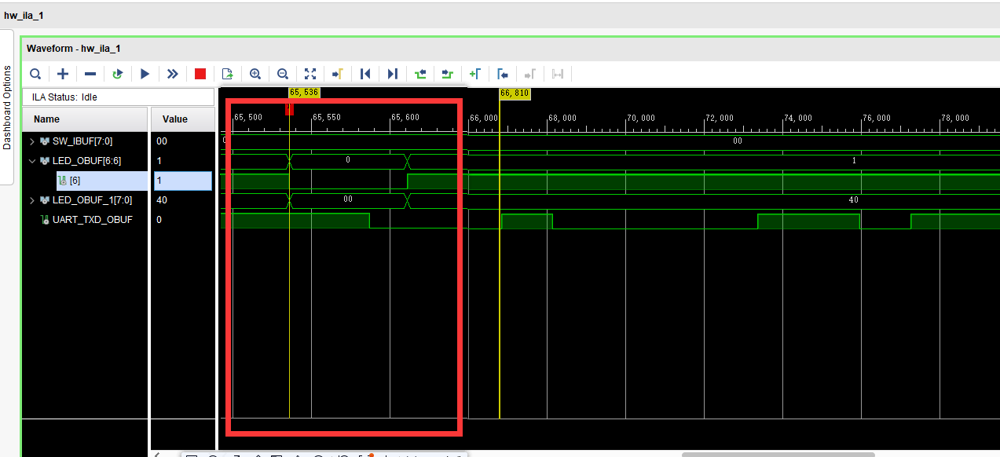 hw_ila_1
Dashboard Options
Waveform - hw_ila_1
ILA Status: Idle
Name Value
65,536 66,810
65,500 65,550 65,600 66,000 68,000 70,000 72,000 74,000 76,000 78,000
SW_IBUF[7:0] 00 00
LED_OBUF[6:6] 1 0 1
[6] 1
LED_OBUF_1[7:0] 40 00 40
UART_TXD_OBUF 0